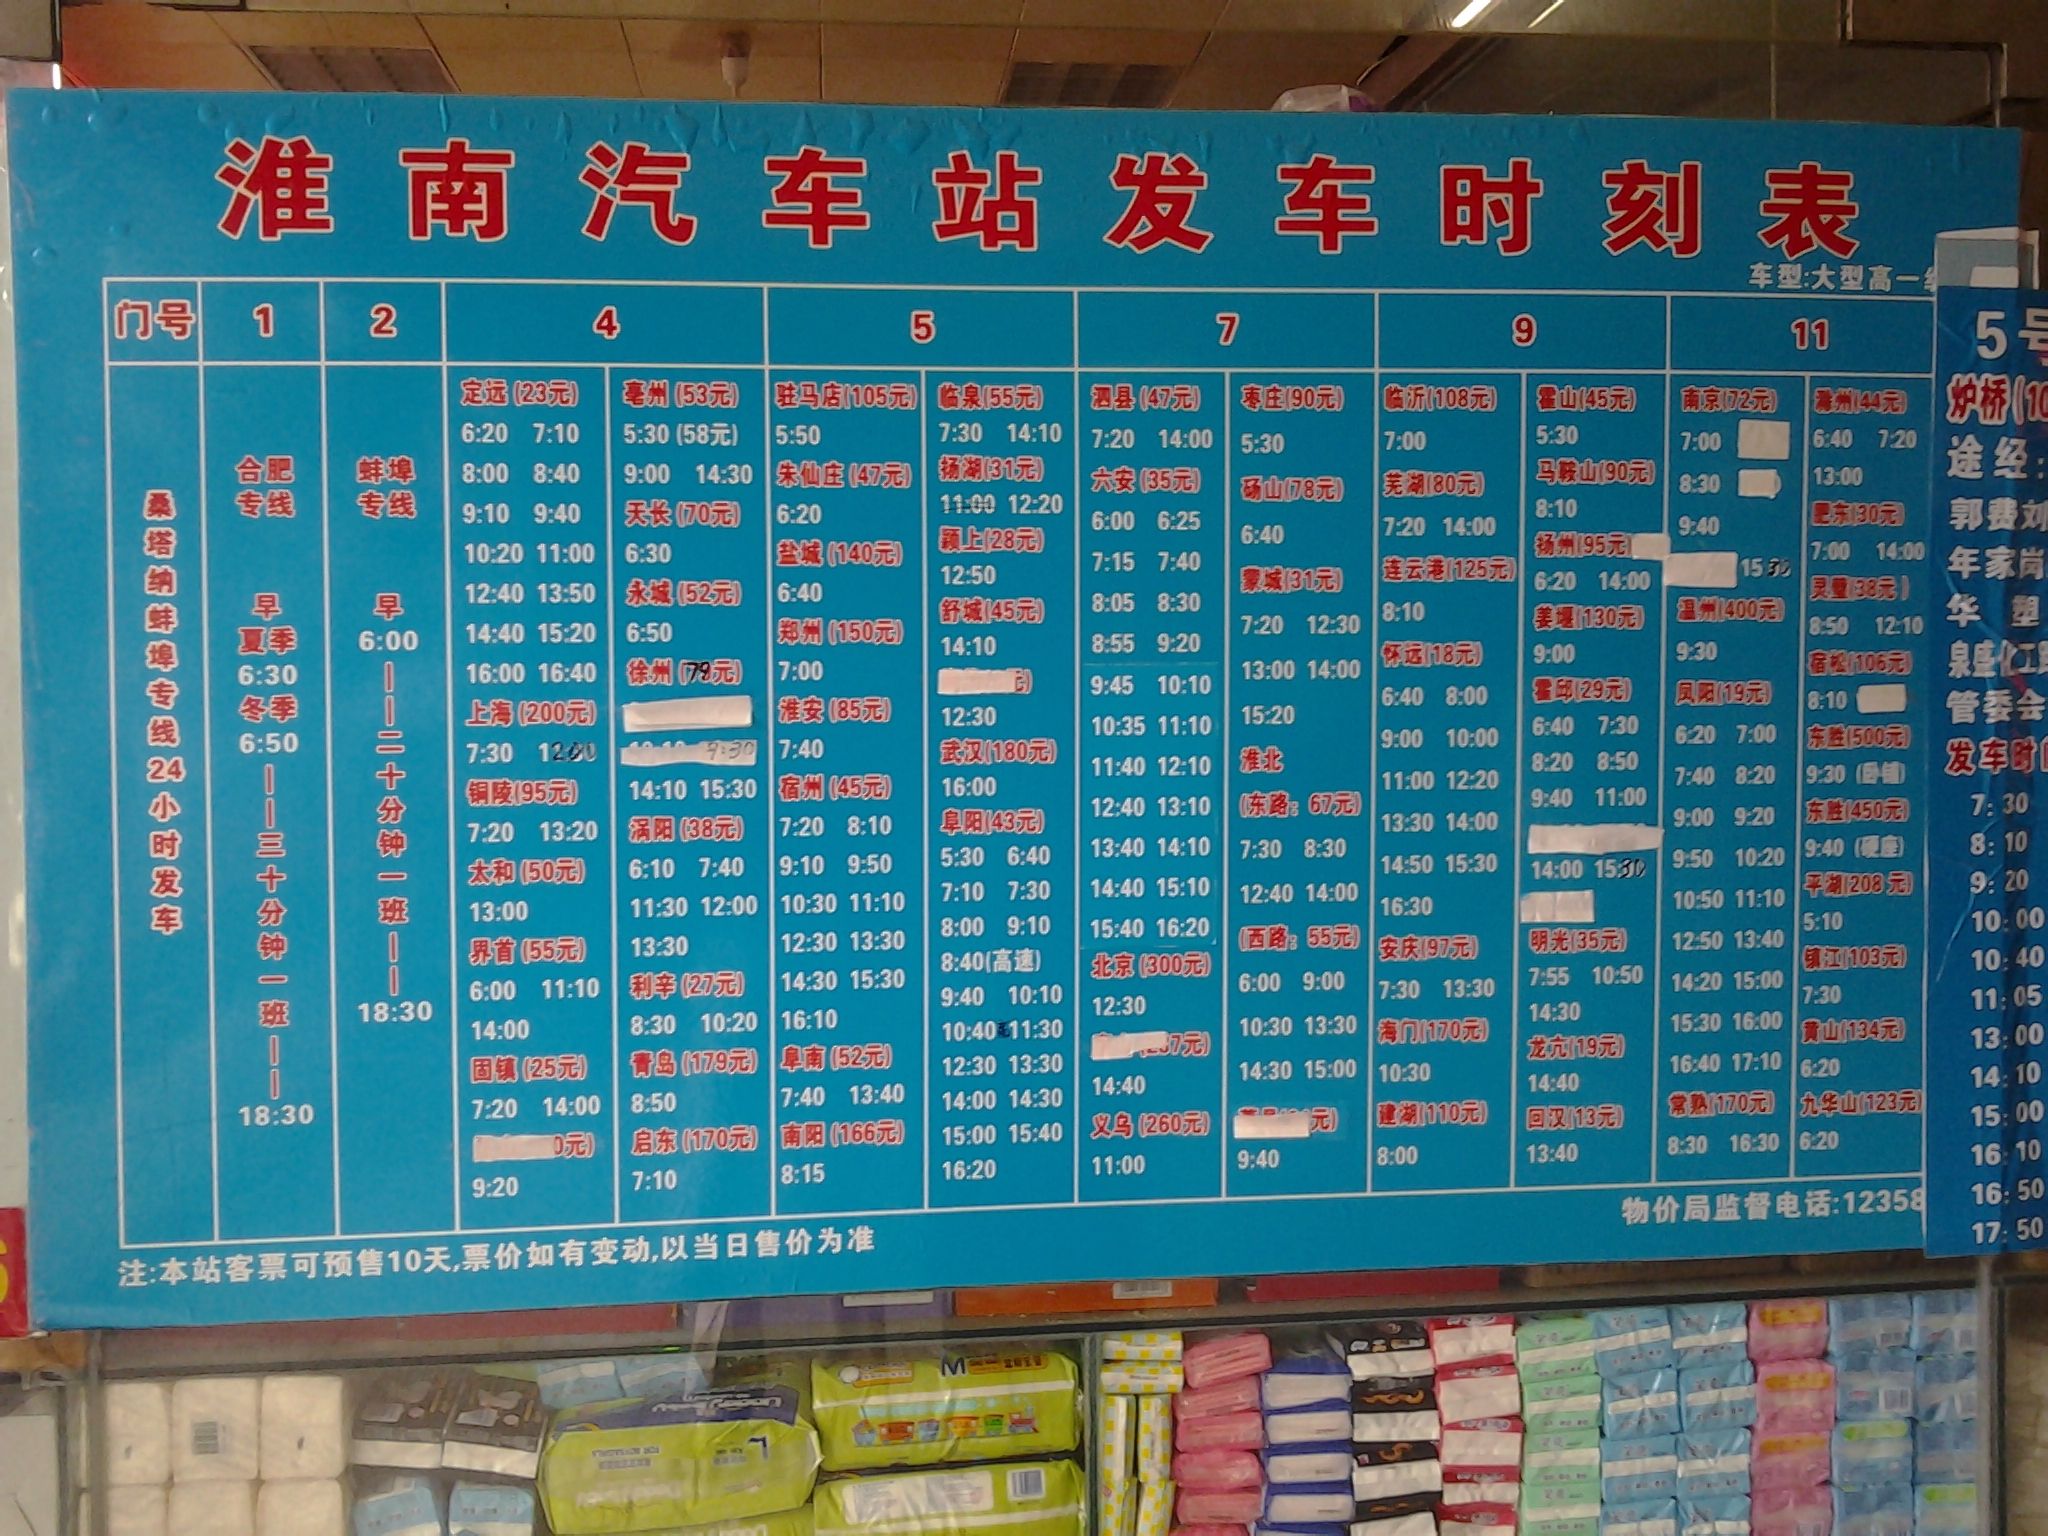 淮南汽车站发车时刻表
车型:大型高一
门号
桑塔纳蚌埠专线24小时发车
1
合肥
专线
早
夏季
6:30
冬季
6:50
——三十分钟一班——
18:30
2
蚌埠
专线
早
6:00
——二十分钟一班——
18:30
4
定远(23元)
6:20 7:10
8:00 8:40
9:10 9:40
10:20 11:00
12:40 13:50
14:40 15:20
16:00 16:40
上海(200元)
7:30
铜陵(95元)
7:20 13:20
太和(50元)
13:00
界首(55元)
6:00 11:10
14:00
固镇(25元)
7:20 14:00
0元)
9:20
亳州(53元)
5:30(58元)
9:00 14:30
天长(70元)
6:30
永城(52元)
6:50
徐州(79元)
9:30
14:10 15:30
涡阳(38元)
6:10 7:40
11:30 12:00
13:30
利辛(27元)
8:30 10:20
青岛(179元)
8:50
启东(170元)
7:10
5
驻马店(105元)
5:50
朱仙庄(47元)
6:20
盐城(140元)
6:40
郑州(150元)
7:00
淮安(85元)
7:40
宿州(45元)
7:20 8:10
9:10 9:50
10:30 11:10
12:30 13:30
14:30 15:30
16:10
阜南(52元)
7:40 13:40
南阳(166元)
8:15
临泉(55元)
7:30 14:10
杨湖(31元)
11:00 12:20
颍上(28元)
12:50
舒城(45元)
14:10
元)
12:30
武汉(180元)
16:00
阜阳(43元)
5:30 6:40
7:10 7:30
8:00 9:10
8:40(高速)
9:40 10:10
10:40 11:30
12:30 13:30
14:00 14:30
15:00 15:40
16:20
7
泗县(47元)
7:20 14:00
六安(35元)
6:00 6:25
7:15 7:40
8:05 8:30
8:55 9:20
9:45 10:10
10:35 11:10
11:40 12:10
12:40 13:10
13:40 14:10
14:40 15:10
15:40 16:20
北京(300元)
12:30
7元)
14:40
义乌(260元)
11:00
枣庄(90元)
5:30
砀山(78元)
6:40
蒙城(31元)
7:20 12:30
13:00 14:00
15:20
淮北
(东路:67元)
7:30 8:30
12:40 14:00
(西路:55元)
6:00 9:00
10:30 13:30
14:30 15:00
元)
9:40
9
临沂(108元)
7:00
芜湖(80元)
7:20 14:00
连云港(125元)
8:10
怀远(18元)
6:40 8:00
9:00 10:00
11:00 12:20
13:30 14:00
14:50 15:30
16:30
安庆(97元)
7:30 13:30
海门(170元)
10:30
建湖(110元)
8:00
霍山(45元)
5:30
马鞍山(90元)
8:10
扬州(95元)
6:20 14:00
姜堰(130元)
9:00
霍邱(29元)
6:40 7:30
8:20 8:50
9:40 11:00
14:00 15:30
明光(35元)
7:55 10:50
14:30
龙亢(19元)
14:40
回汉(13元)
13:40
11
南京(72元)
7:00
8:30
9:40
15:30
温州(400元)
9:30
凤阳(19元)
6:20 7:00
7:40 8:20
9:00 9:20
9:50 10:20
10:50 11:10
12:50 13:40
14:20 15:00
15:30 16:00
16:40 17:10
常熟(170元)
8:30 16:30
滁州(44元)
6:40 7:20
13:00
肥东(30元)
7:00 14:00
灵璧(38元)
8:50 12:10
宿松(106元)
8:10
东胜(500元)
9:30(卧铺)
东胜(450元)
9:40(硬座)
平湖(208元)
5:10
镇江(103元)
7:30
黄山(134元)
6:20
九华山(123元)
6:20
物价局监督电话:12358
注:本站客票可预售10天,票价如有变动,以当日售价为准
5号
炉桥(10
途经:
郭费刘
年家岗
华 塑
管委会
发车时
7:30
8:10
9:20
10:00
10:40
11:05
13:00
14:10
15:00
16:10
16:50
17:50
M